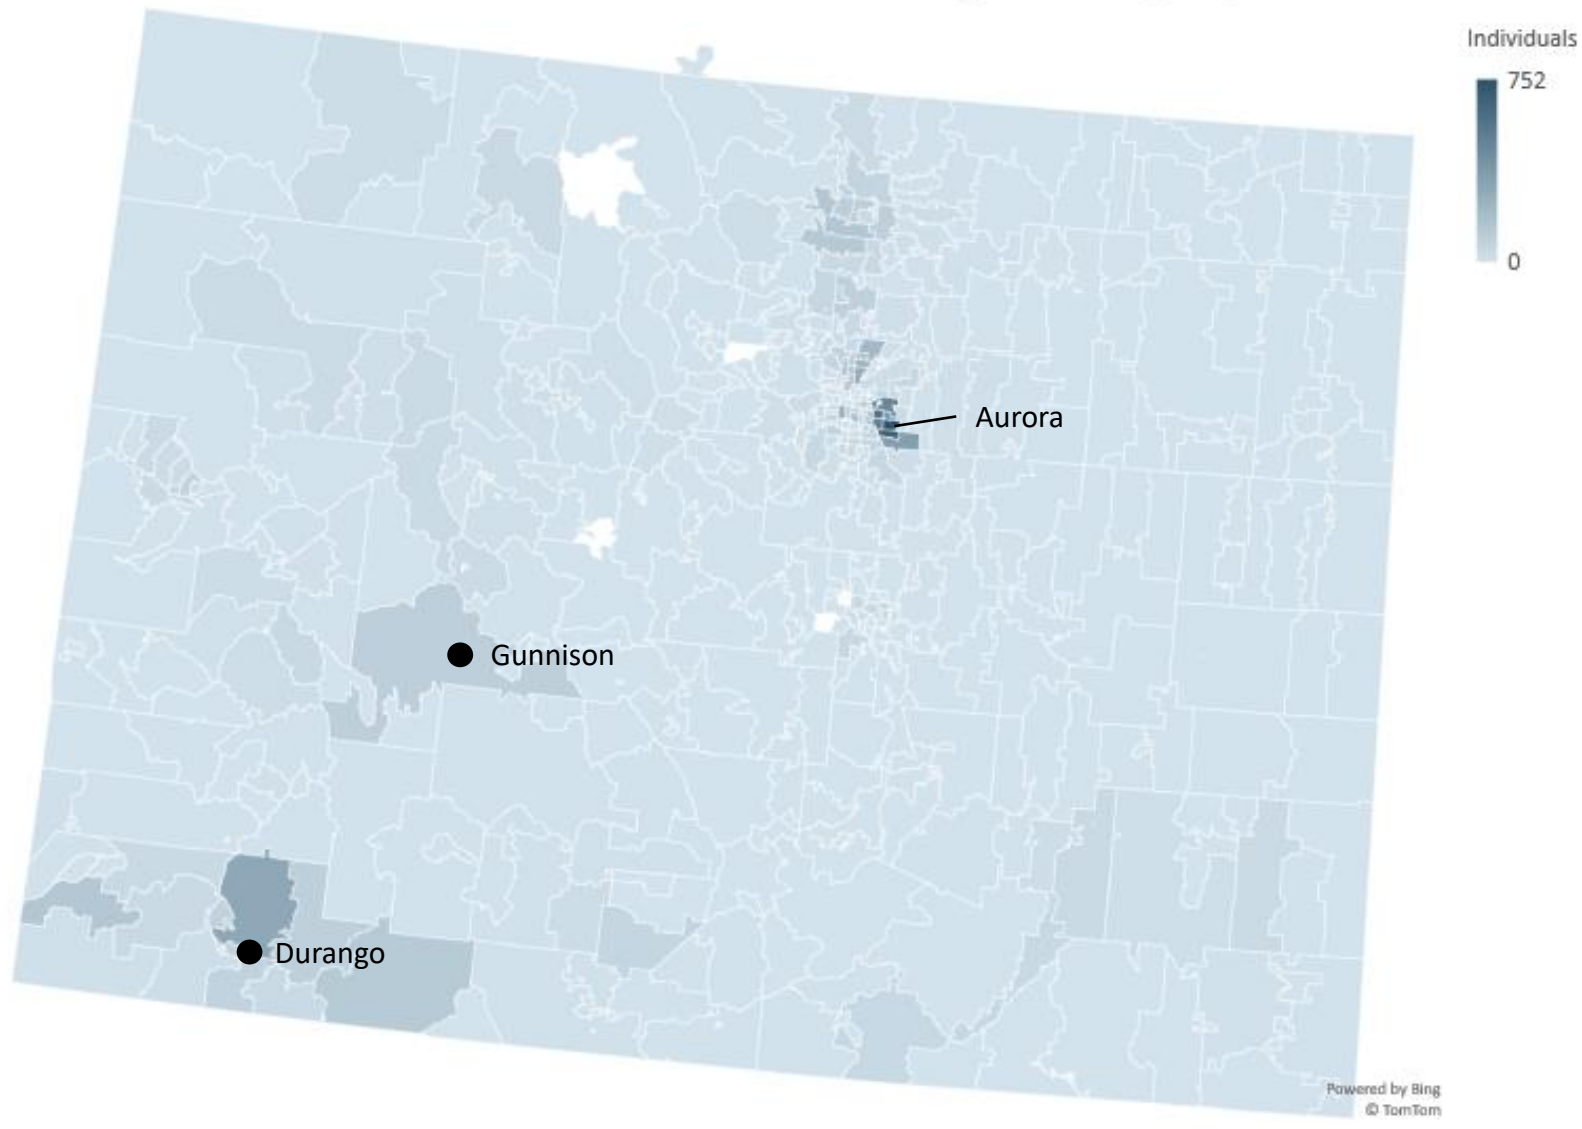 Individuals
752
0
Aurora
Gunnison
Durango
Powered by Bing
© TomTom